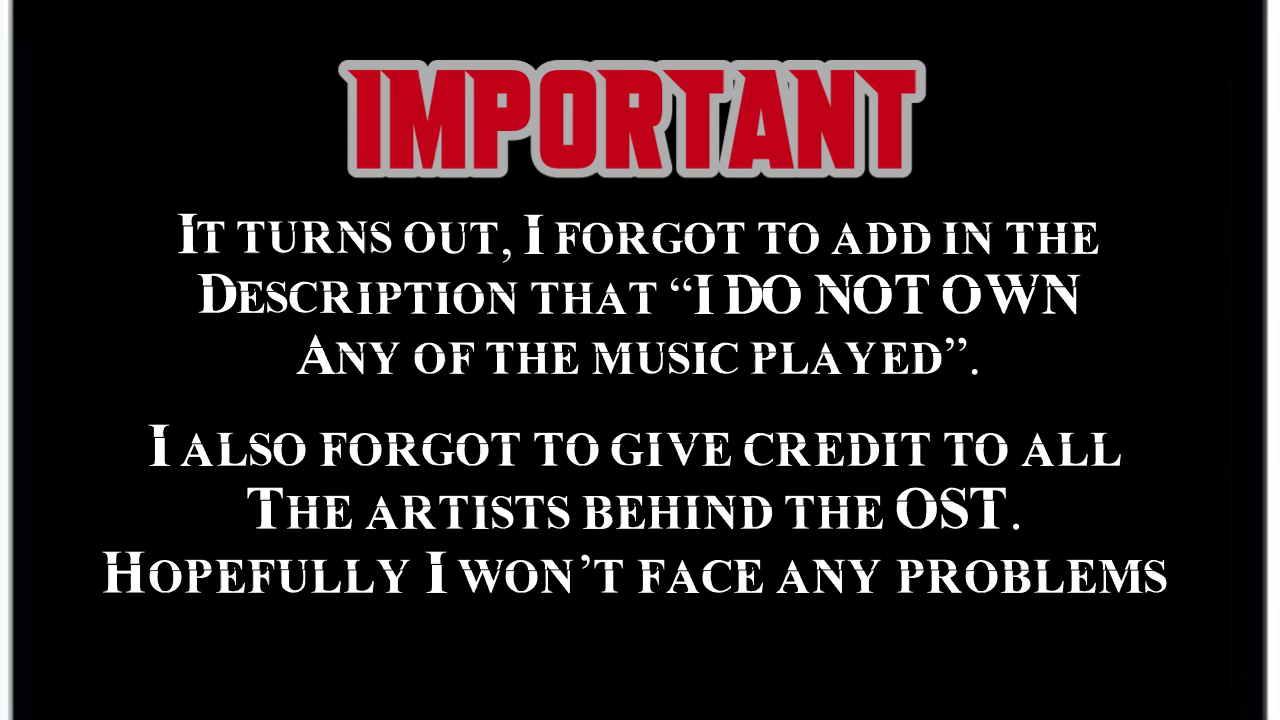 IMPORTANT
It turns out, I forgot to add in the
Description that “I DO NOT OWN
Any of the music played”.
I also forgot to give credit to all
The artists behind the OST.
Hopefully I won’t face any problems